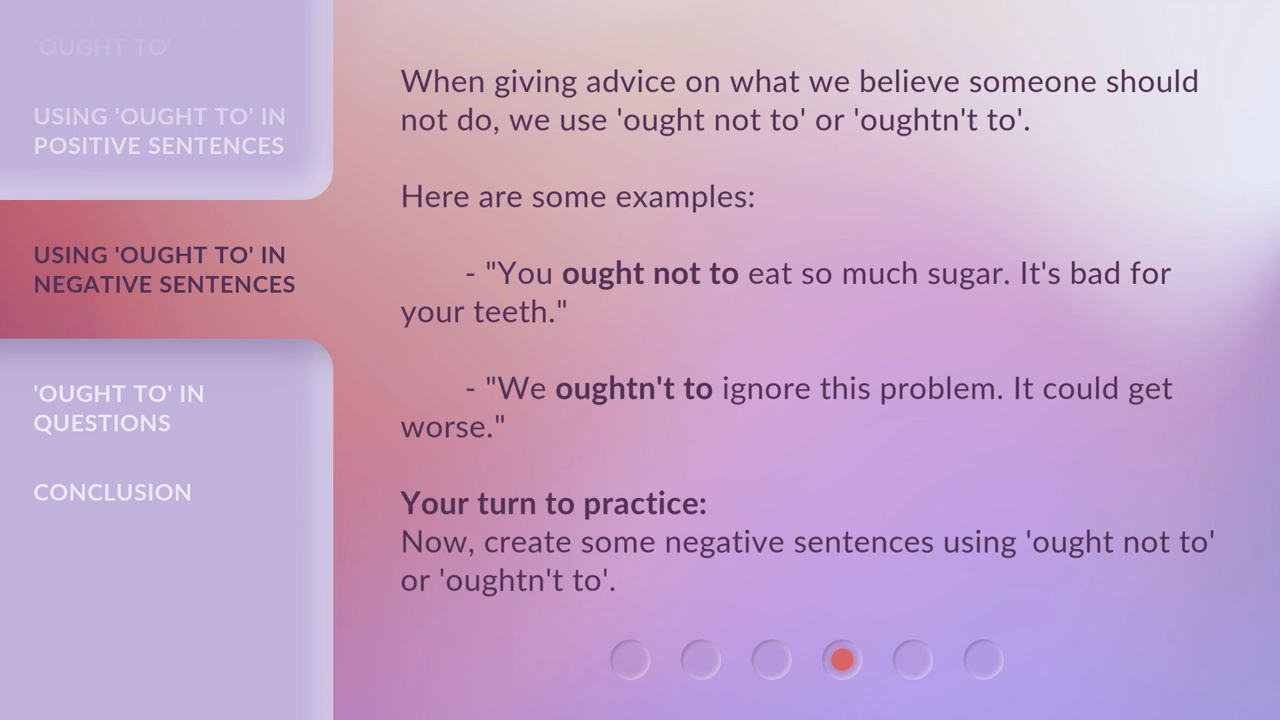 'OUGHT TO'
USING 'OUGHT TO' IN
POSITIVE SENTENCES
USING 'OUGHT TO' IN
NEGATIVE SENTENCES
'OUGHT TO' IN
QUESTIONS
CONCLUSION
When giving advice on what we believe someone should
not do, we use 'ought not to' or 'oughtn't to'.
Here are some examples:
- "You ought not to eat so much sugar. It's bad for
your teeth."
- "We oughtn't to ignore this problem. It could get
worse."
Your turn to practice:
Now, create some negative sentences using 'ought not to'
or 'oughtn't to'.